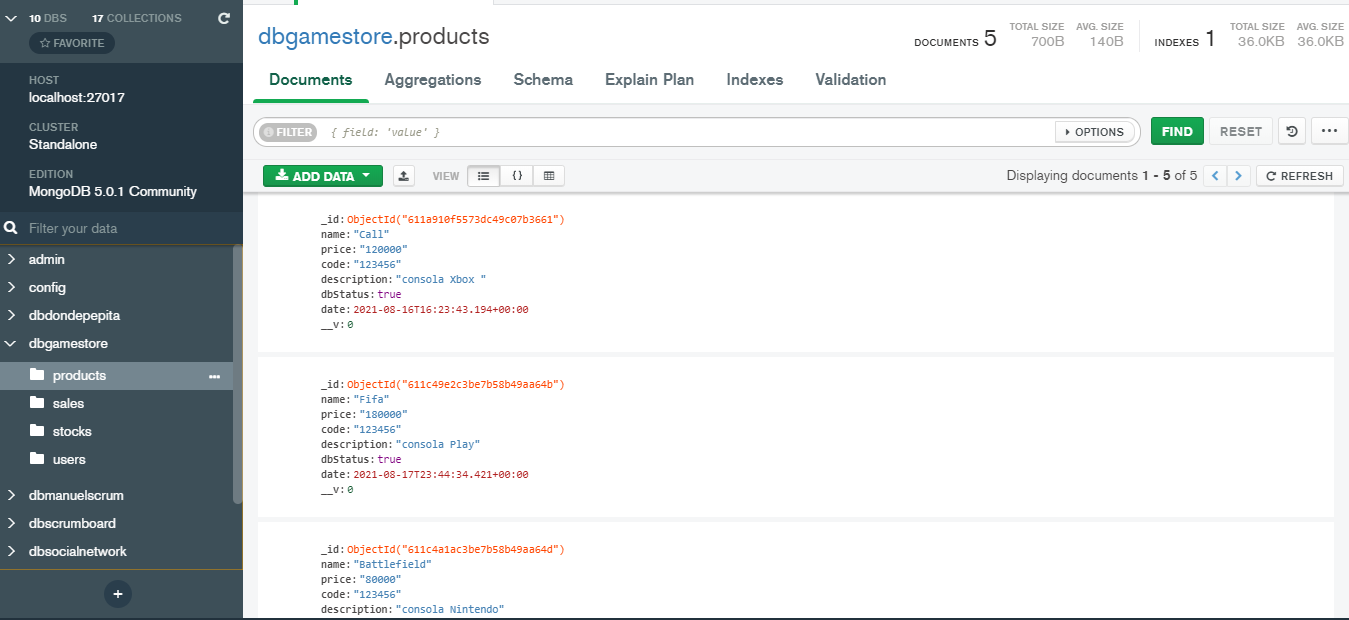 10 DBS 17 COLLECTIONS
FAVORITE
HOST
localhost:27017
CLUSTER
Standalone
EDITION
MongoDB 5.0.1 Community
Filter your data
admin
config
dbdondepepita
dbgamestore
products
sales
stocks
users
dbmanuelscrum
dbscrumboard
dbsocialnetwork
+
dbgamestore.products
DOCUMENTS 5 TOTAL SIZE 700B AVG. SIZE 140B INDEXES 1 TOTAL SIZE 36.0KB AVG. SIZE 36.0KB
Documents Aggregations Schema Explain Plan Indexes Validation
FILTER { field: 'value' } OPTIONS FIND RESET ...
ADD DATA VIEW {} Displaying documents 1 - 5 of 5 < > REFRESH
_id: ObjectId("611a910f5573dc49c07b3661")
name: "Call"
price: "120000"
code: "123456"
description: "consola Xbox "
dbStatus: true
date: 2021-08-16T16:23:43.194+00:00
__v: 0
_id: ObjectId("611c49e2c3be7b58b49aa64b")
name: "Fifa"
price: "180000"
code: "123456"
description: "consola Play"
dbStatus: true
date: 2021-08-17T23:44:34.421+00:00
__v: 0
_id: ObjectId("611c4a1ac3be7b58b49aa64d")
name: "Battlefield"
price: "80000"
code: "123456"
description: "consola Nintendo"